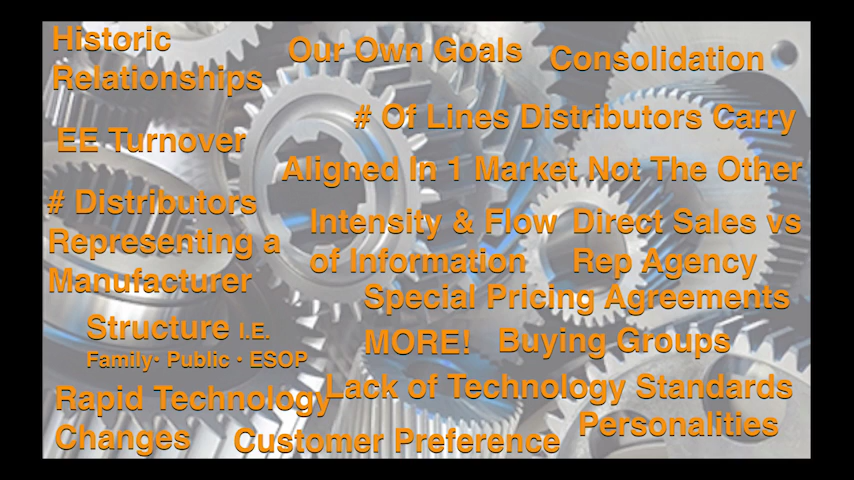 Historic
Relationships
Our Own Goals
Consolidation
# Of Lines Distributors Carry
EE Turnover
Aligned In 1 Market Not The Other
# Distributors
Representing a
Manufacturer
Intensity & Flow
of Information
Direct Sales vs
Rep Agency
Special Pricing Agreements
Structure I.E.
Family• Public • ESOP
MORE!
Buying Groups
Rapid Technology
Changes
Lack of Technology Standards
Personalities
Customer Preference